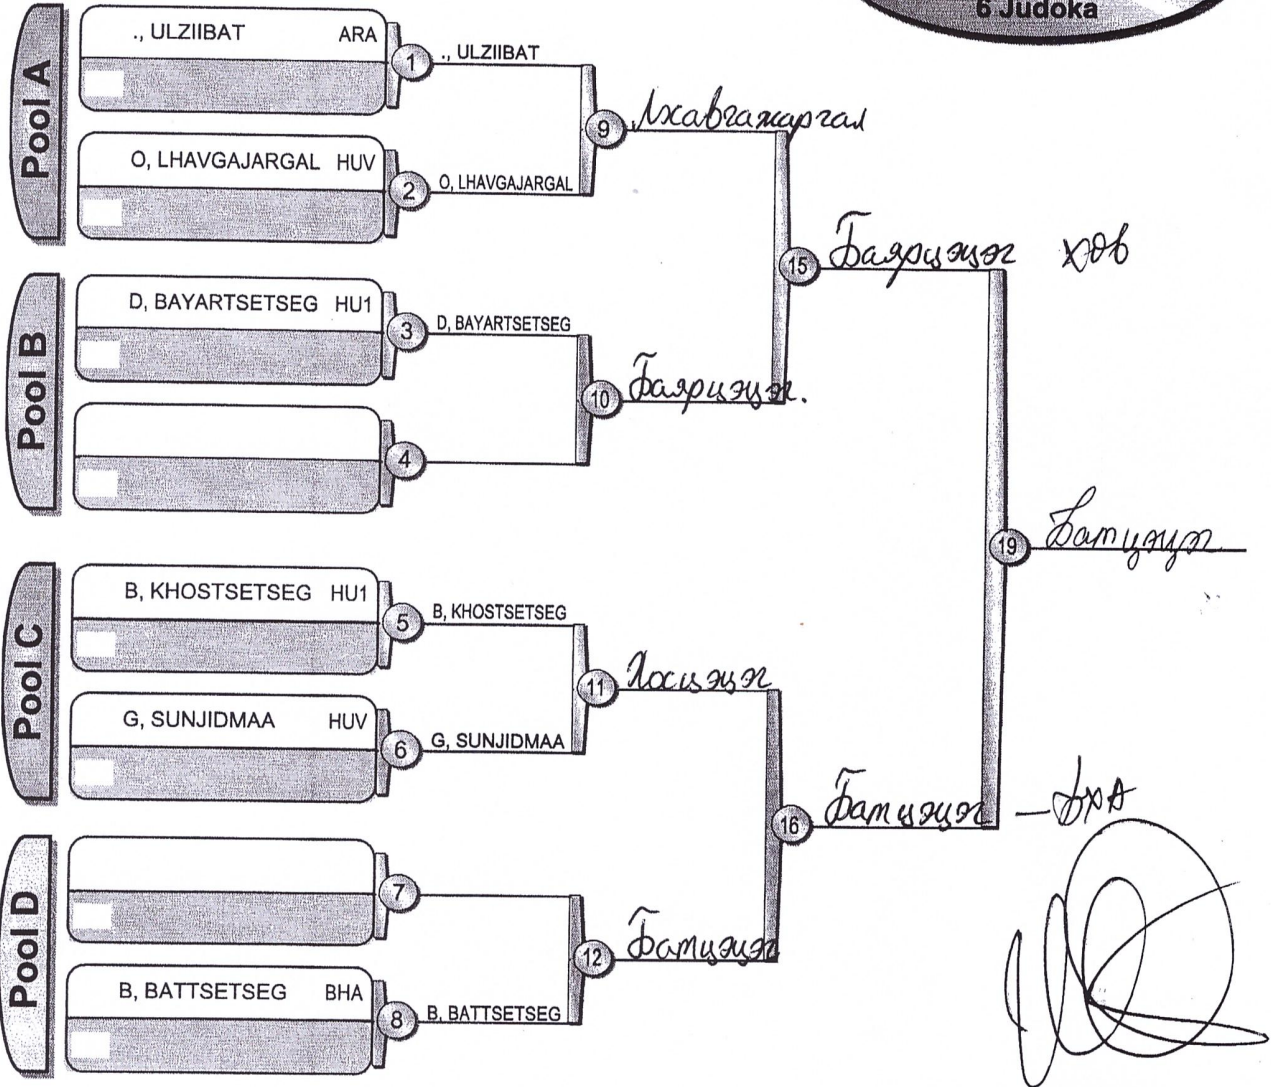 6 Judoka
Pool A
., ULZIIBAT ARA
1 ., ULZIIBAT
9 Лхавгажаргал
O, LHAVGAJARGAL HUV
2 O, LHAVGAJARGAL
15 Баярцэцэг хов
Pool B
D, BAYARTSETSEG HU1
3 D, BAYARTSETSEG
10 Баярцэцэг.
4
19 Батцэцэг
Pool C
B, KHOSTSETSEG HU1
5 B, KHOSTSETSEG
11 Хосцэцэг
G, SUNJIDMAA HUV
6 G, SUNJIDMAA
16 Батцэцэг – БХА
Pool D
7
12 Батцэцэг
B, BATTSETSEG BHA
8 B, BATTSETSEG